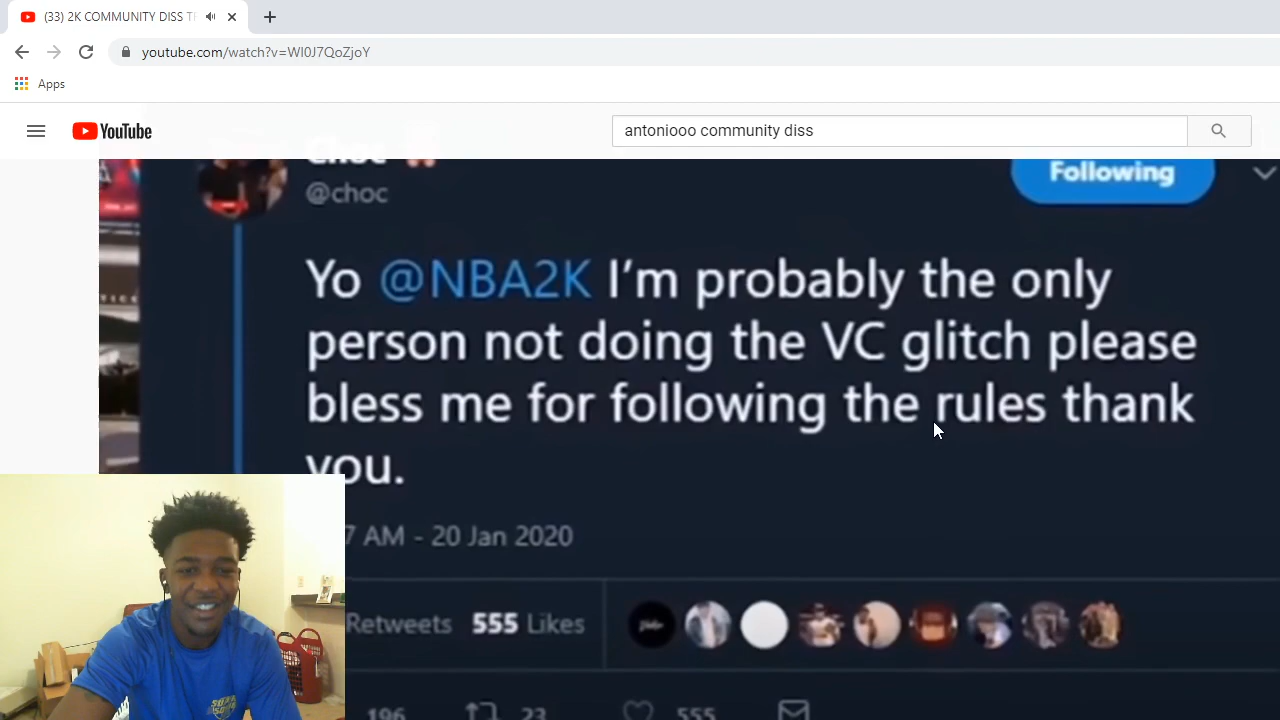 (33) 2K COMMUNITY DISS
youtube.com/watch?v=WI0J7QoZjoY
Apps
YouTube
antoniooo community diss
Choc
Following
@choc
Yo @NBA2K I'm probably the only
person not doing the VC glitch please
bless me for following the rules thank
you.
7 AM - 20 Jan 2020
Retweets 555 Likes
196 23 555